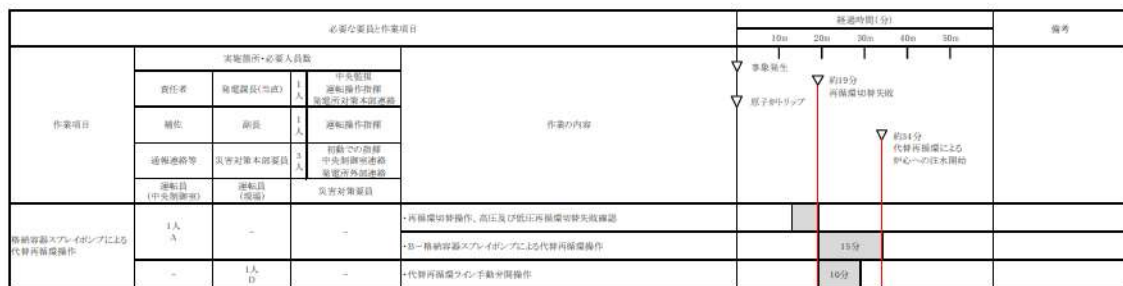 必要な要員と作業項目
経過時間(分)
備考
10m 20m 30m 40m 50m
作業項目
実施箇所・必要人員数
作業の内容
責任者 発電課長(当直) 1人 中央監視
運転操作指揮
発電所対策本部連絡
補佐 副長 1人 運転操作指揮
通報連絡等 災害対策本部要員 3人 初動での指揮
中央制御室連絡
発電所外部連絡
運転員
(中央制御室)
運転員
(現場)
災害対策要員
事象発生
原子炉トリップ
約19分
再循環切替失敗
約34分
代替再循環による
炉心への注水開始
格納容器スプレイポンプによる
代替再循環操作
1人
A
-
-
・再循環切替操作、高圧及び低圧再循環切替失敗確認
・B-格納容器スプレイポンプによる代替再循環操作
15分
-
1人
D
-
・代替再循環ライン手動弁開操作
10分